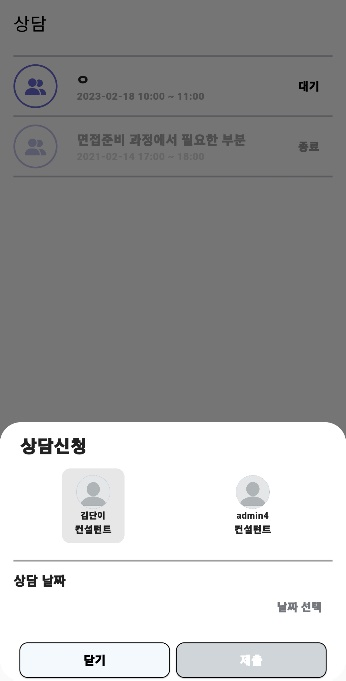 상담
ㅇ
2023-02-18 10:00 ~ 11:00
대기
면접준비 과정에서 필요한 부분
2021-02-14 17:00 ~ 18:00
종료
상담신청
김단이
컨설턴트
admin4
컨설턴트
상담 날짜
날짜 선택
닫기
제출